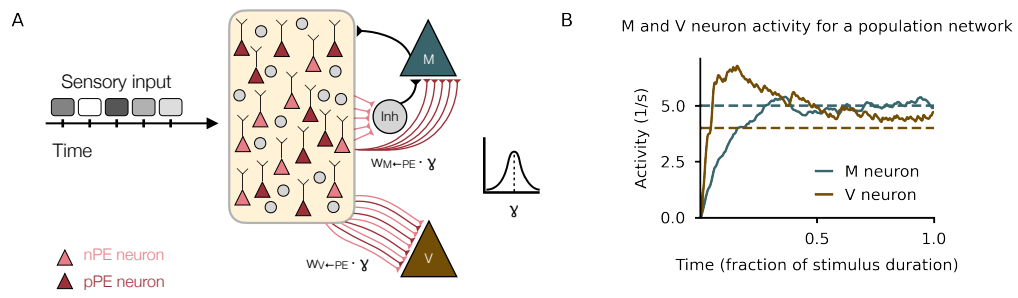 A
Sensory input
Time
nPE neuron
pPE neuron
M
Inh
wM←PE · ɣ
wV←PE · ɣ
V
ɣ
B
M and V neuron activity for a population network
Activity (1/s)
5.0
2.5
0.0
M neuron
V neuron
0.5
1.0
Time (fraction of stimulus duration)